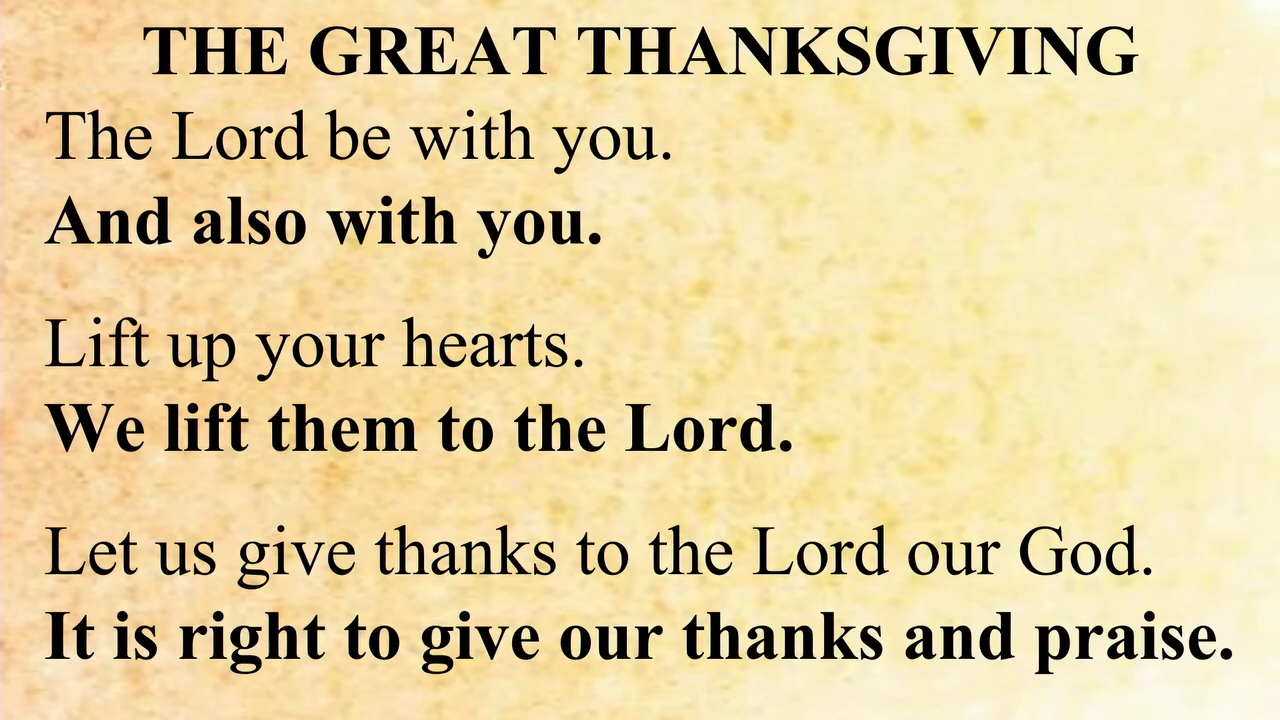 THE GREAT THANKSGIVING
The Lord be with you.
And also with you.
Lift up your hearts.
We lift them to the Lord.
Let us give thanks to the Lord our God.
It is right to give our thanks and praise.